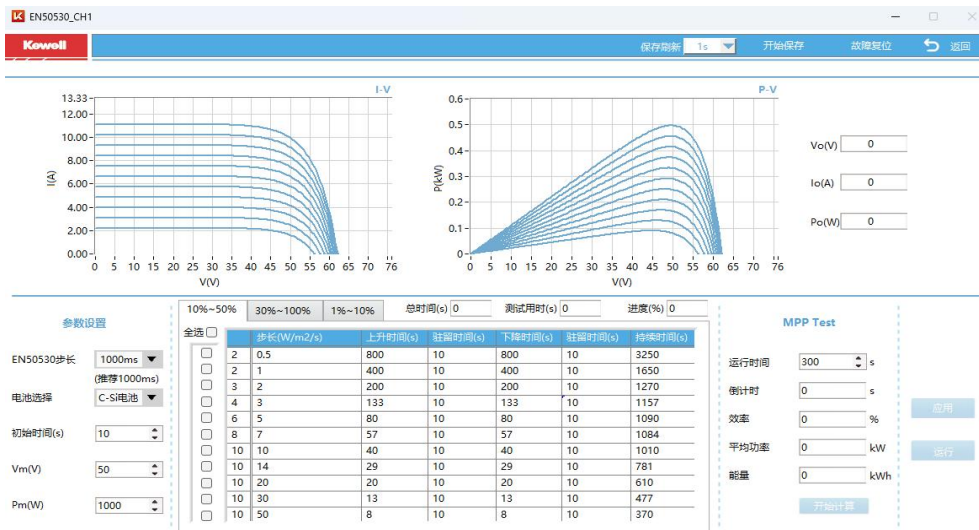 EN50530_CH1
Kewell
保存刷新 1s 开始保存 故障复位 返回
I-V
13.33
12.00
10.00
8.00
6.00
4.00
2.00
0.00
I(A)
0 5 10 15 20 25 30 35 40 45 50 55 60 65 70 76
V(V)
P-V
0.6
0.5
0.4
0.3
0.2
0.1
0
P(kW)
0 5 10 15 20 25 30 35 40 45 50 55 60 65 70 76
V(V)
Vo(V) 0
Io(A) 0
Po(W) 0
参数设置
EN50530步长 1000ms
(推荐1000ms)
电池选择 C-Si电池
初始时间(s) 10
Vm(V) 50
Pm(W) 1000
10%~50% 30%~100% 1%~10% 总时间(s) 0 测试用时(s) 0 进度(%) 0
全选
步长(W/m2/s) 上升时间(s) 驻留时间(s) 下降时间(s) 驻留时间(s) 持续时间(s)
2 0.5 800 10 800 10 3250
2 1 400 10 400 10 1650
3 2 200 10 200 10 1270
4 3 133 10 133 10 1157
6 5 80 10 80 10 1090
8 7 57 10 57 10 1084
10 10 40 10 40 10 1010
10 14 29 10 29 10 781
10 20 20 10 20 10 610
10 30 13 10 13 10 477
10 50 8 10 8 10 370
MPP Test
运行时间 300 s
倒计时 0 s
效率 0 %
平均功率 0 kW
能量 0 kWh
开始计算
应用
运行